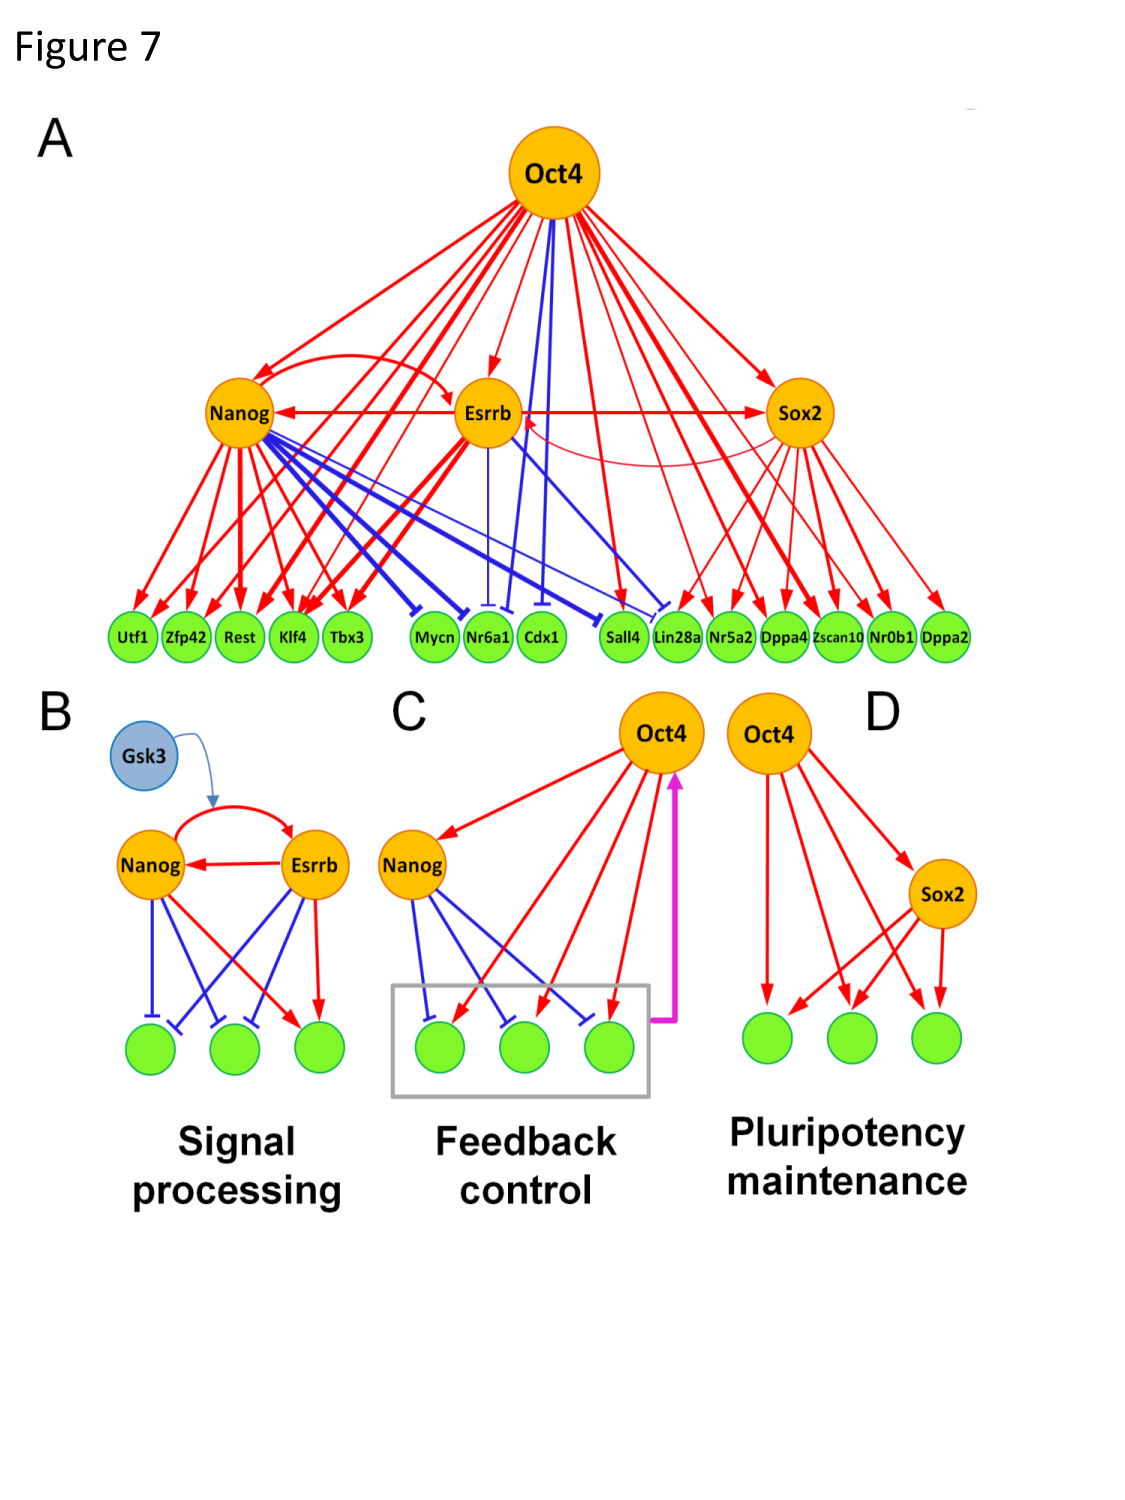 Figure 7
A
Oct4
Nanog
Esrrb
Sox2
Utf1
Zfp42
Rest
Klf4
Tbx3
Mycn
Nr6a1
Cdx1
Sall4
Lin28a
Nr5a2
Dppa4
Zscan10
Nr0b1
Dppa2
B
Gsk3
Nanog
Esrrb
Signal
processing
C
Oct4
Nanog
Feedback
control
D
Oct4
Sox2
Pluripotency
maintenance